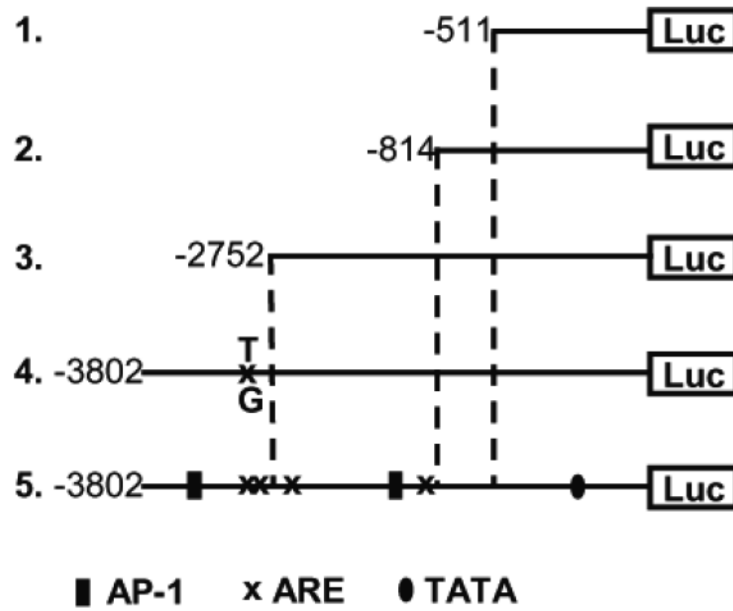 1. -511 Luc
2. -814 Luc
3. -2752 Luc
T
4. -3802 x Luc
G
5. -3802 x x x x Luc
AP-1 x ARE TATA